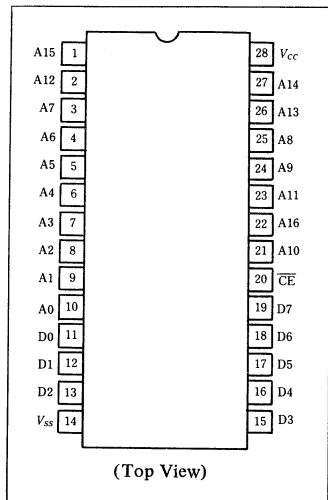 A15 1 28 Vcc
A12 2 27 A14
A7 3 26 A13
A6 4 25 A8
A5 5 24 A9
A4 6 23 A11
A3 7 22 A16
A2 8 21 A10
A1 9 20 C̅E̅
A0 10 19 D7
D0 11 18 D6
D1 12 17 D5
D2 13 16 D4
Vss 14 15 D3
(Top View)